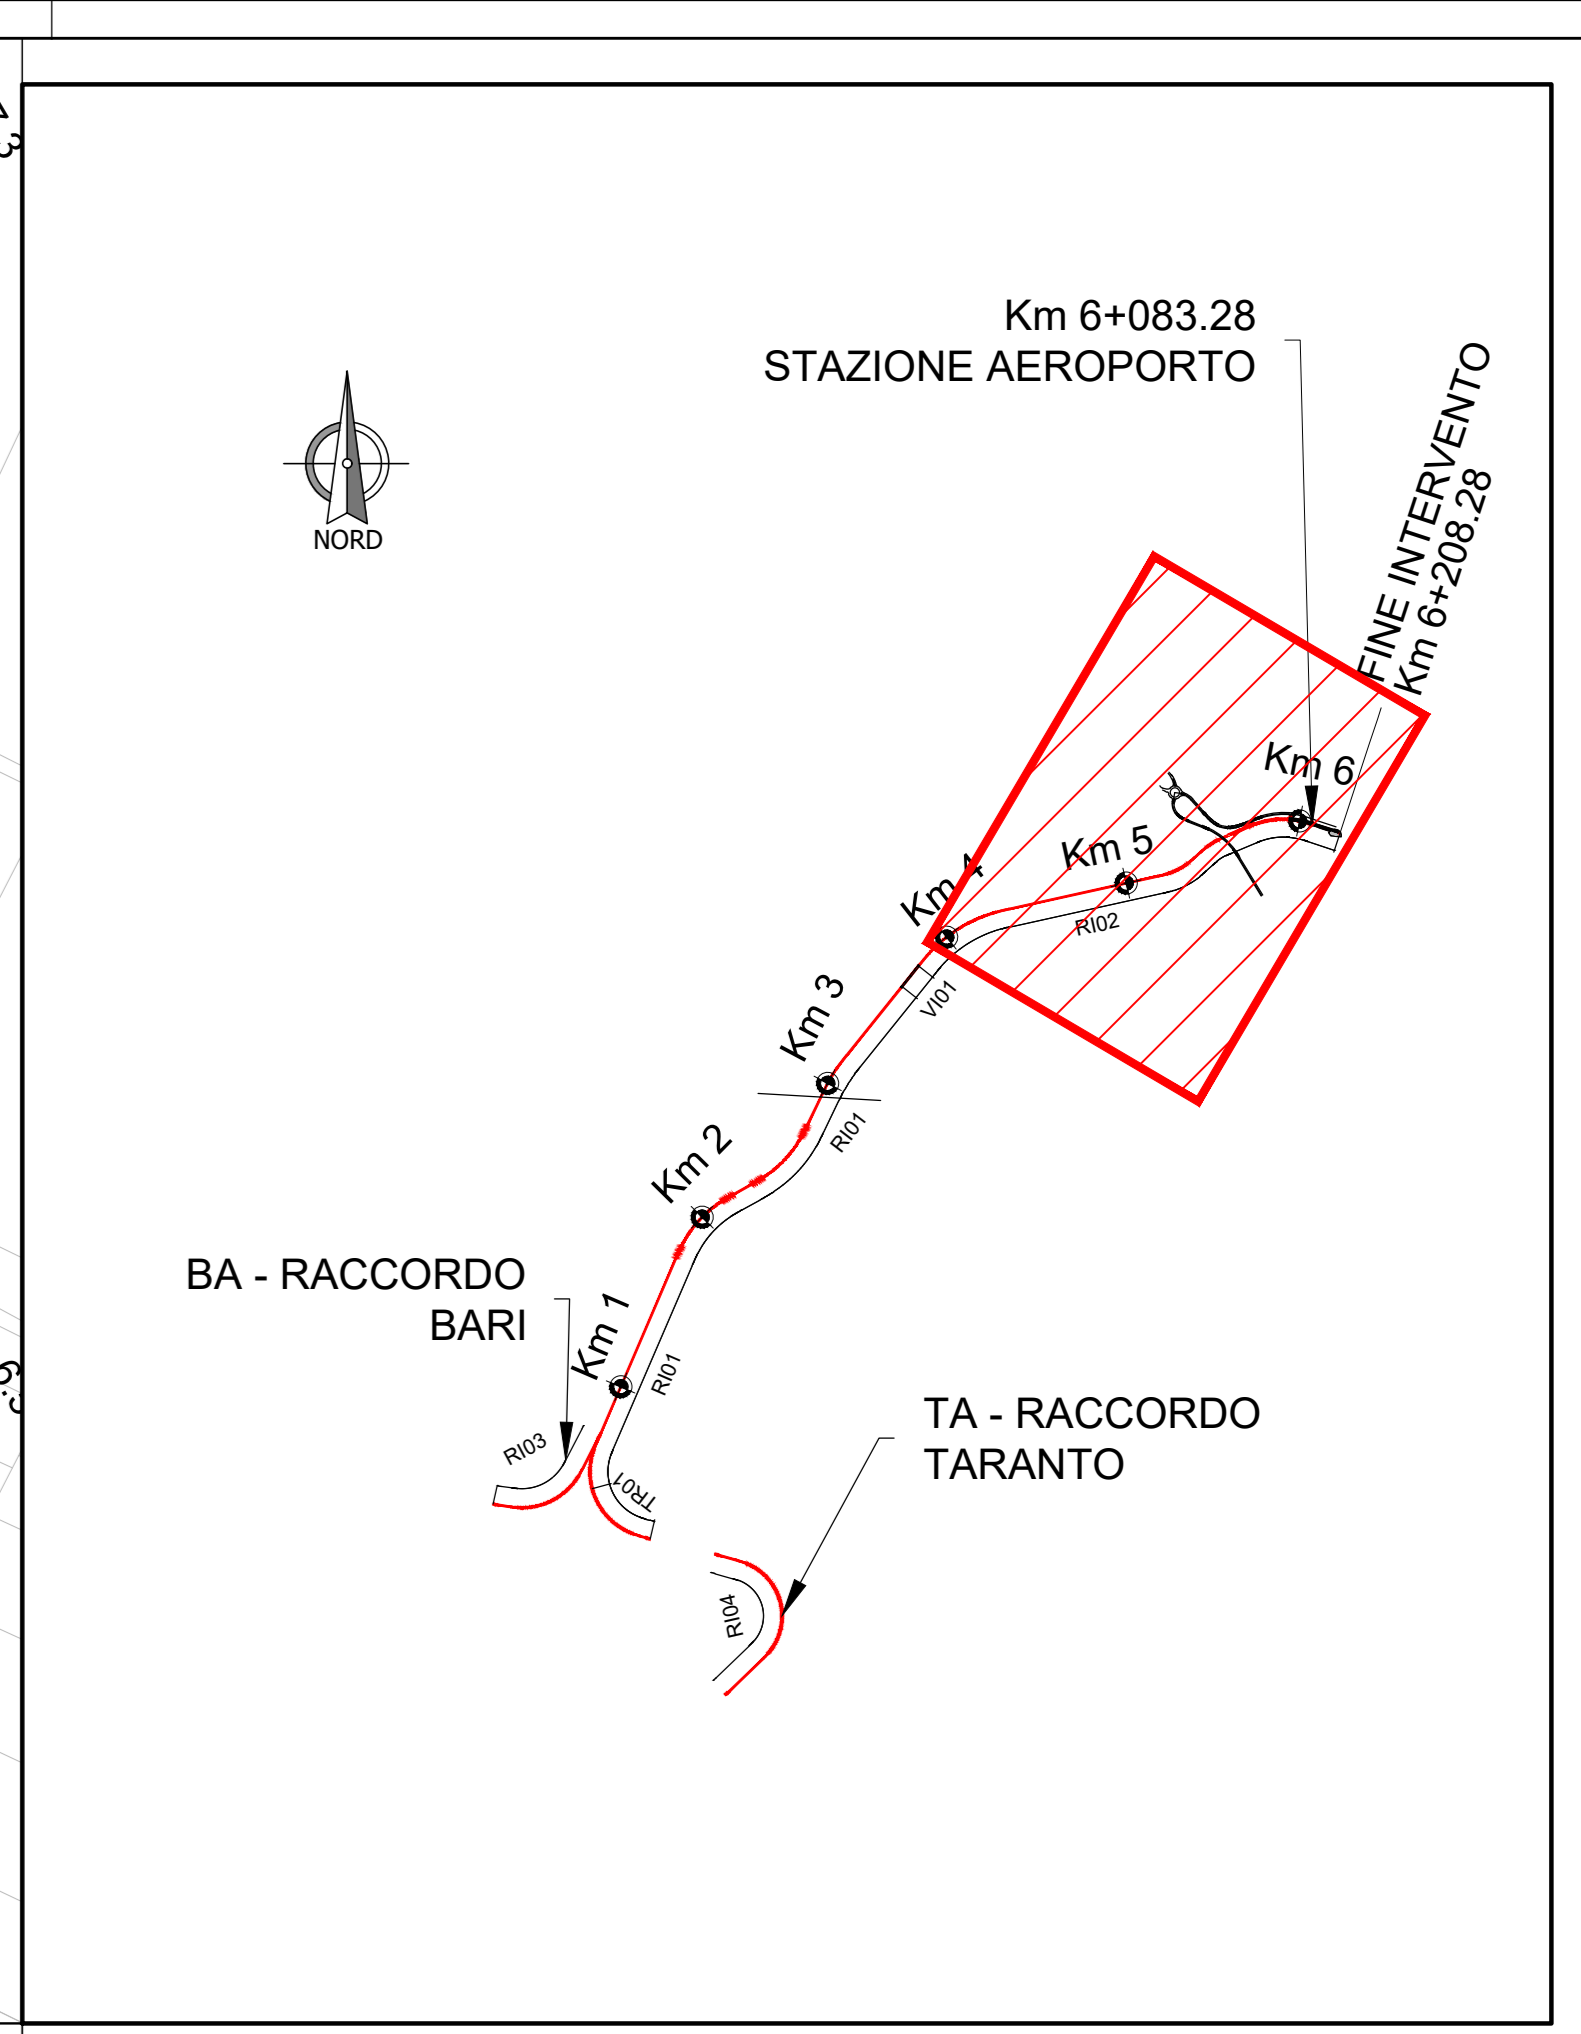 Km 6+083.28
STAZIONE AEROPORTO
FINE INTERVENTO
Km 6+208.28
NORD
Km 6
Km 5
Km 4
RI02
VI01
Km 3
RI01
Km 2
BA - RACCORDO
BARI
Km 1
RI01
TA - RACCORDO
TARANTO
RI03
TR01
RI04